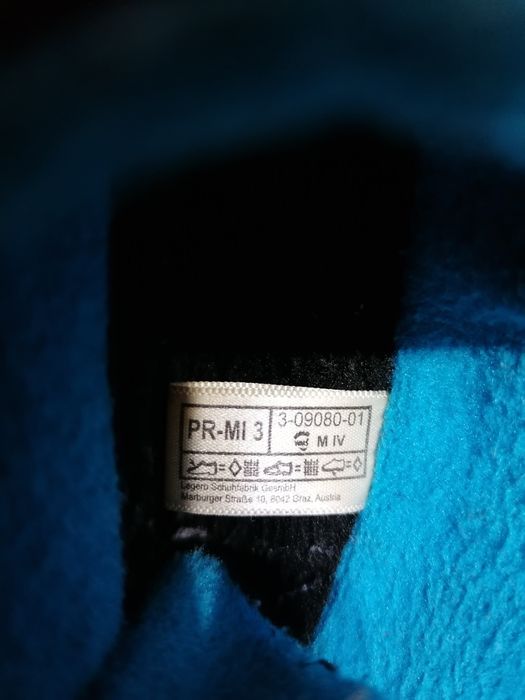 PR-MI 3
3-09080-01
M IV
Legero Schuhfabrik GesmbH
Marburger Straße 10, 8042 Graz, Austria